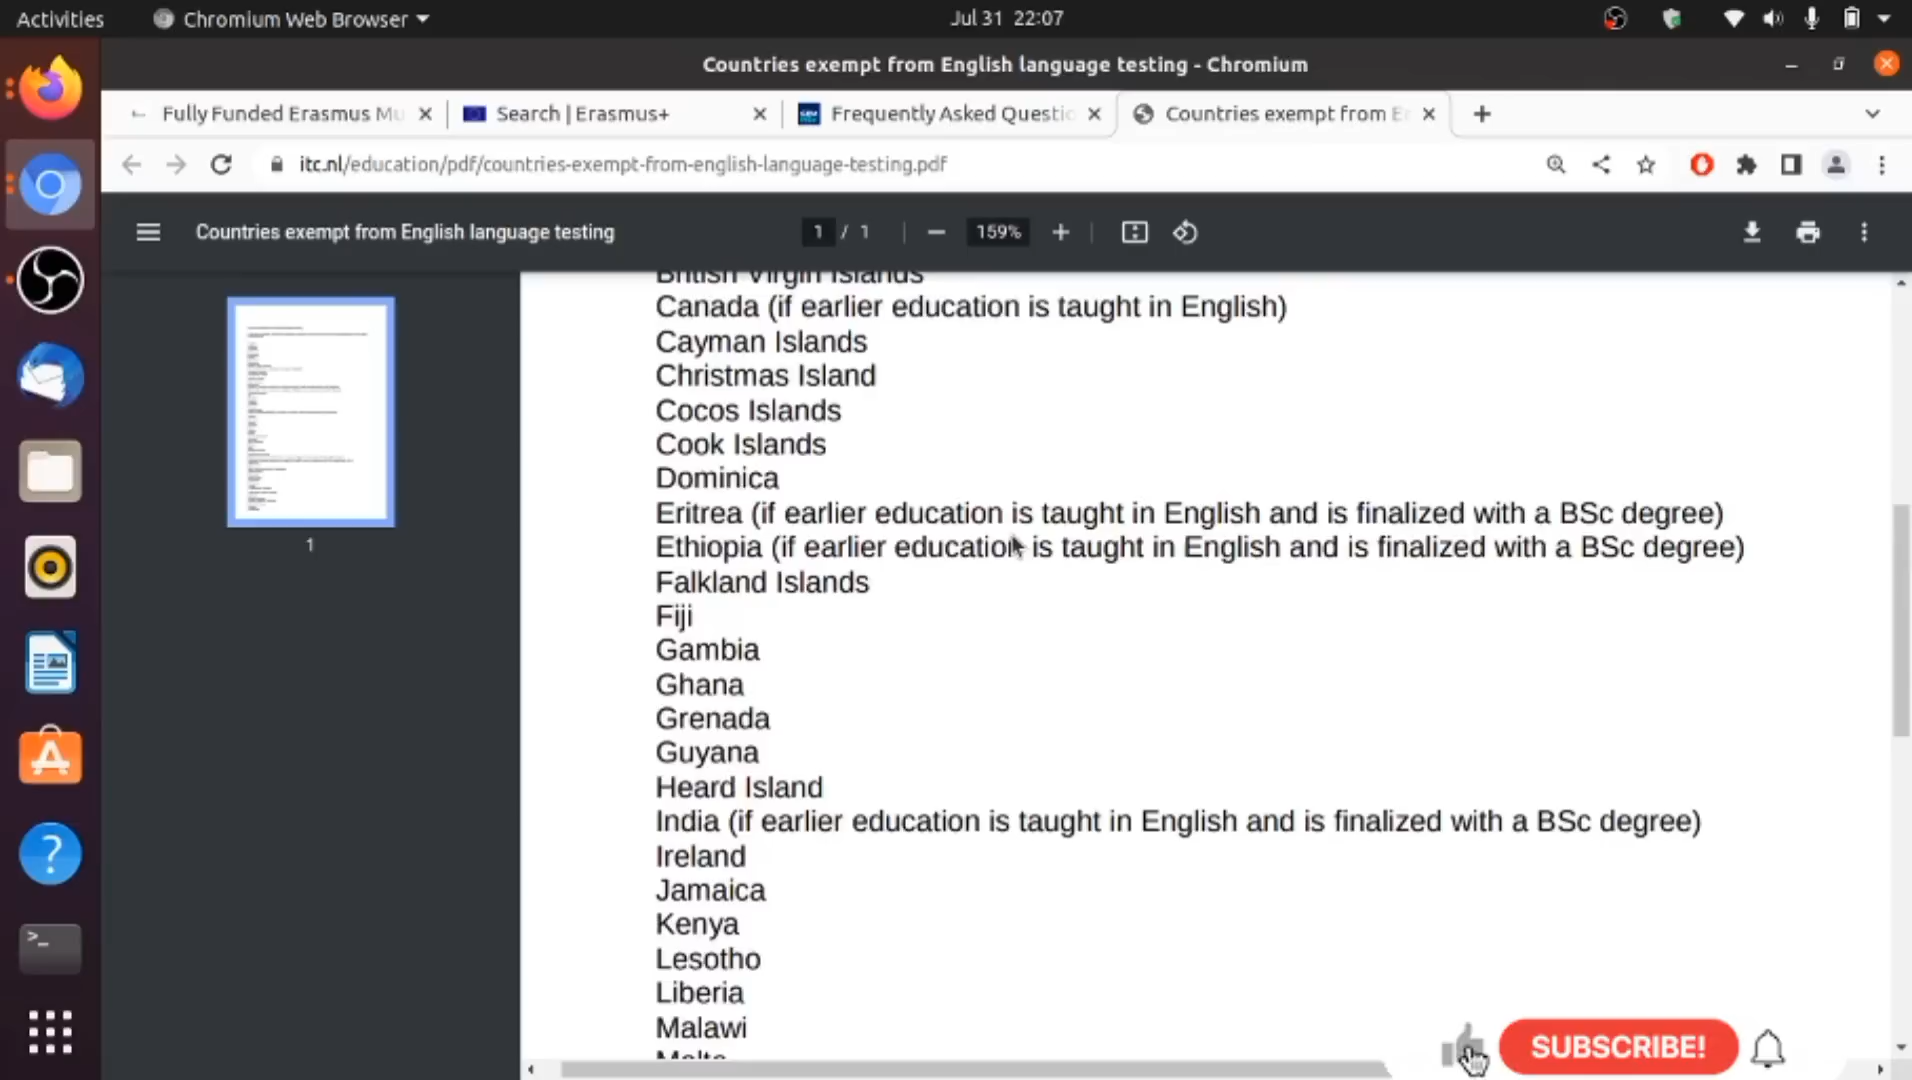 Activities
Chromium Web Browser
Jul 31 22:07
Countries exempt from English language testing - Chromium
Fully Funded Erasmus Mu
Search | Erasmus+
Frequently Asked Questic
Countries exempt from E
itc.nl/education/pdf/countries-exempt-from-english-language-testing.pdf
Countries exempt from English language testing
1 / 1
159%
British Virgin Islands
Canada (if earlier education is taught in English)
Cayman Islands
Christmas Island
Cocos Islands
Cook Islands
Dominica
Eritrea (if earlier education is taught in English and is finalized with a BSc degree)
Ethiopia (if earlier education is taught in English and is finalized with a BSc degree)
Falkland Islands
Fiji
Gambia
Ghana
Grenada
Guyana
Heard Island
India (if earlier education is taught in English and is finalized with a BSc degree)
Ireland
Jamaica
Kenya
Lesotho
Liberia
Malawi
Malta
1
SUBSCRIBE!